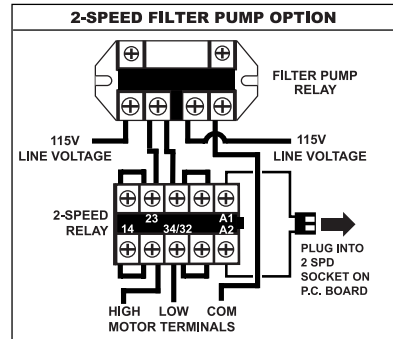 2-SPEED FILTER PUMP OPTION
FILTER PUMP
RELAY
115V
LINE VOLTAGE
115V
LINE VOLTAGE
2-SPEED
RELAY
23
A1
14
34/32
A2
PLUG INTO
2 SPD
SOCKET ON
P.C. BOARD
HIGH LOW COM
MOTOR TERMINALS